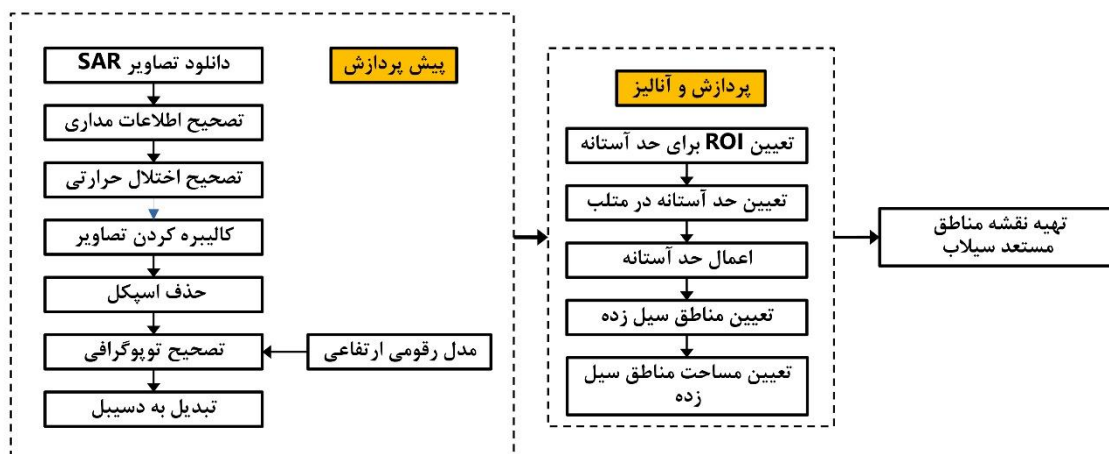 پیش پردازش
دانلود تصاویر SAR
تصحیح اطلاعات مداری
تصحیح اختلال حرارتی
کالیبره کردن تصاویر
حذف اسپکل
تصحیح توپوگرافی
مدل رقومی ارتفاعی
تبدیل به دسیبل
پردازش و آنالیز
تعیین ROI برای حد آستانه
تعیین حد آستانه در متلب
اعمال حد آستانه
تعیین مناطق سیل زده
تعیین مساحت مناطق سیل
زده
تهیه نقشه مناطق
مستعد سیلاب